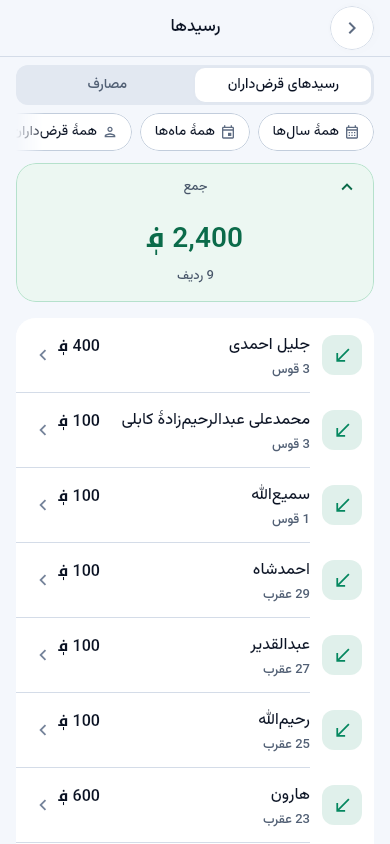 رسیدها
رسیدهای قرض‌داران
مصارف
همهٔ سال‌ها
همهٔ ماه‌ها
همهٔ قرض‌داران
جمع
2,400 ؋
9 ردیف
جلیل احمدی
400 ؋
3 قوس
محمدعلی عبدالرحیم‌زادهٔ کابلی
100 ؋
3 قوس
سمیع‌الله
100 ؋
1 قوس
احمدشاه
100 ؋
29 عقرب
عبدالقدیر
100 ؋
27 عقرب
رحیم‌الله
100 ؋
25 عقرب
هارون
600 ؋
23 عقرب